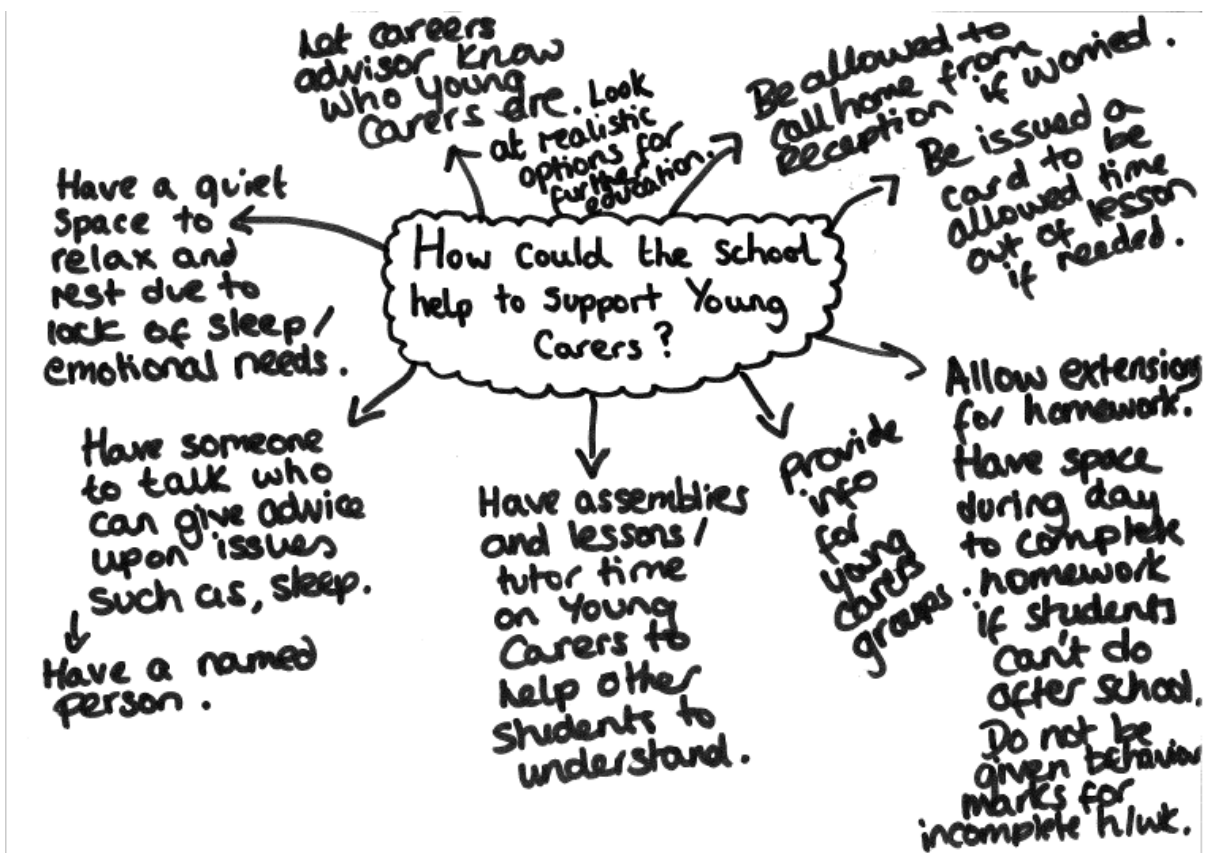 How could the school
help to support Young
Carers?
Let careers
advisor know
who young
carers are. Look
at realistic
options for
further
education.
Be allowed to
call home from
reception if worried.
Be issued a
card to be
allowed time
out of lesson
if needed.
Allow extensions
for homework.
Have space
during day
to complete
homework
if students
can't do
after school.
Do not be
given behavior
marks for
incomplete h/wk.
provide
info
for
young
carers
groups.
Have assemblies
and lessons/
tutor time
on Young
Carers to
help other
students to
understand.
Have someone
to talk who
can give advice
upon issues
such as, sleep.
Have a named
person.
Have a quiet
space to
relax and
rest due to
lack of sleep/
emotional needs.